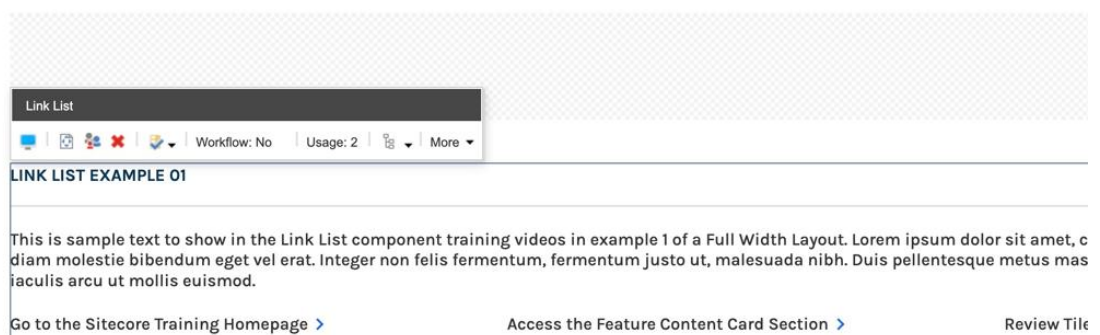 Link List
Workflow: No Usage: 2 More
LINK LIST EXAMPLE 01
This is sample text to show in the Link List component training videos in example 1 of a Full Width Layout. Lorem ipsum dolor sit amet, c
diam molestie bibendum eget vel erat. Integer non felis fermentum, fermentum justo ut, malesuada nibh. Duis pellentesque metus mas
iaculis arcu ut mollis euismod.
Go to the Sitecore Training Homepage > Access the Feature Content Card Section > Review Tile